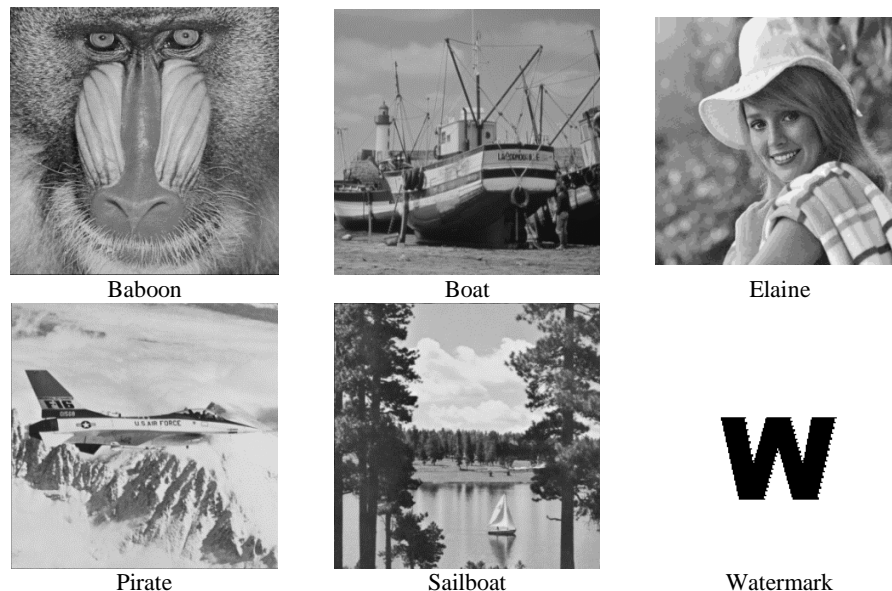 Baboon
Boat
Elaine
F16
U.S. AIR FORCE
W
Pirate
Sailboat
Watermark